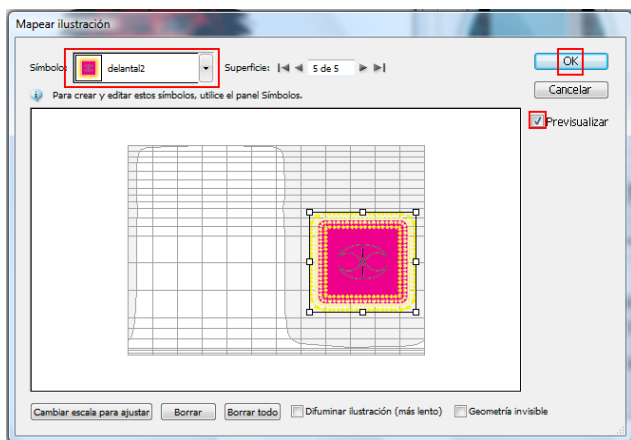 Mapear ilustración
Símbolo: delantal2 Superficie: 5 de 5 OK
Para crear y editar estos símbolos, utilice el panel Símbolos. Cancelar
Previsualizar
Cambiar escala para ajustar Borrar Borrar todo Difuminar ilustración (más lento) Geometría invisible